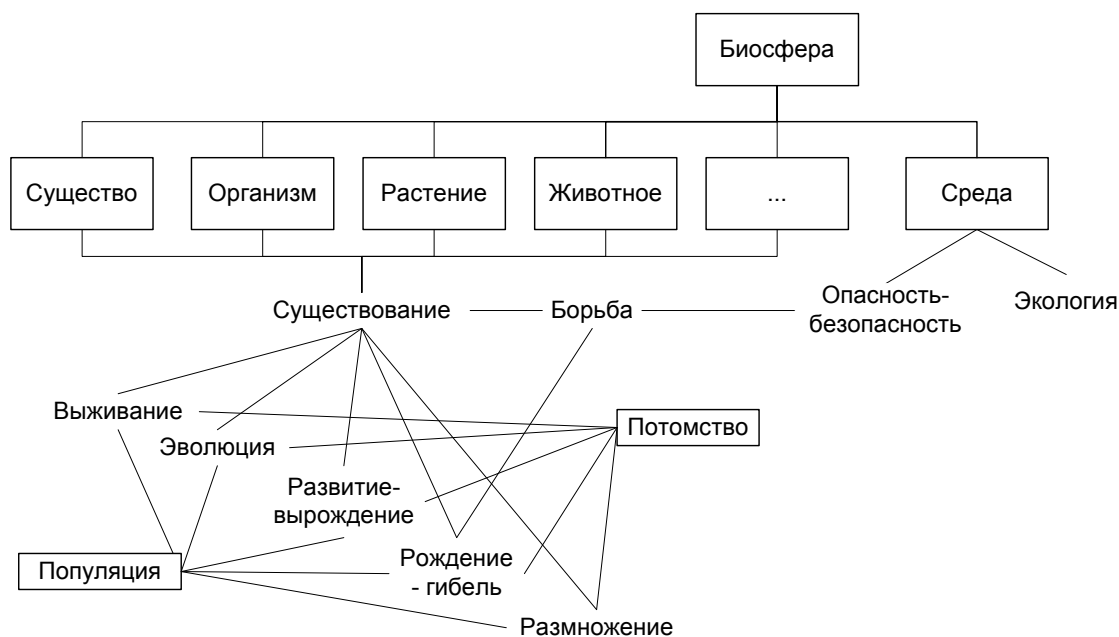 Биосфера
Существо
Организм
Растение
Животное
...
Среда
Существование
Борьба
Опасность-
безопасность
Экология
Выживание
Эволюция
Потомство
Развитие-
вырождение
Популяция
Рождение
- гибель
Размножение